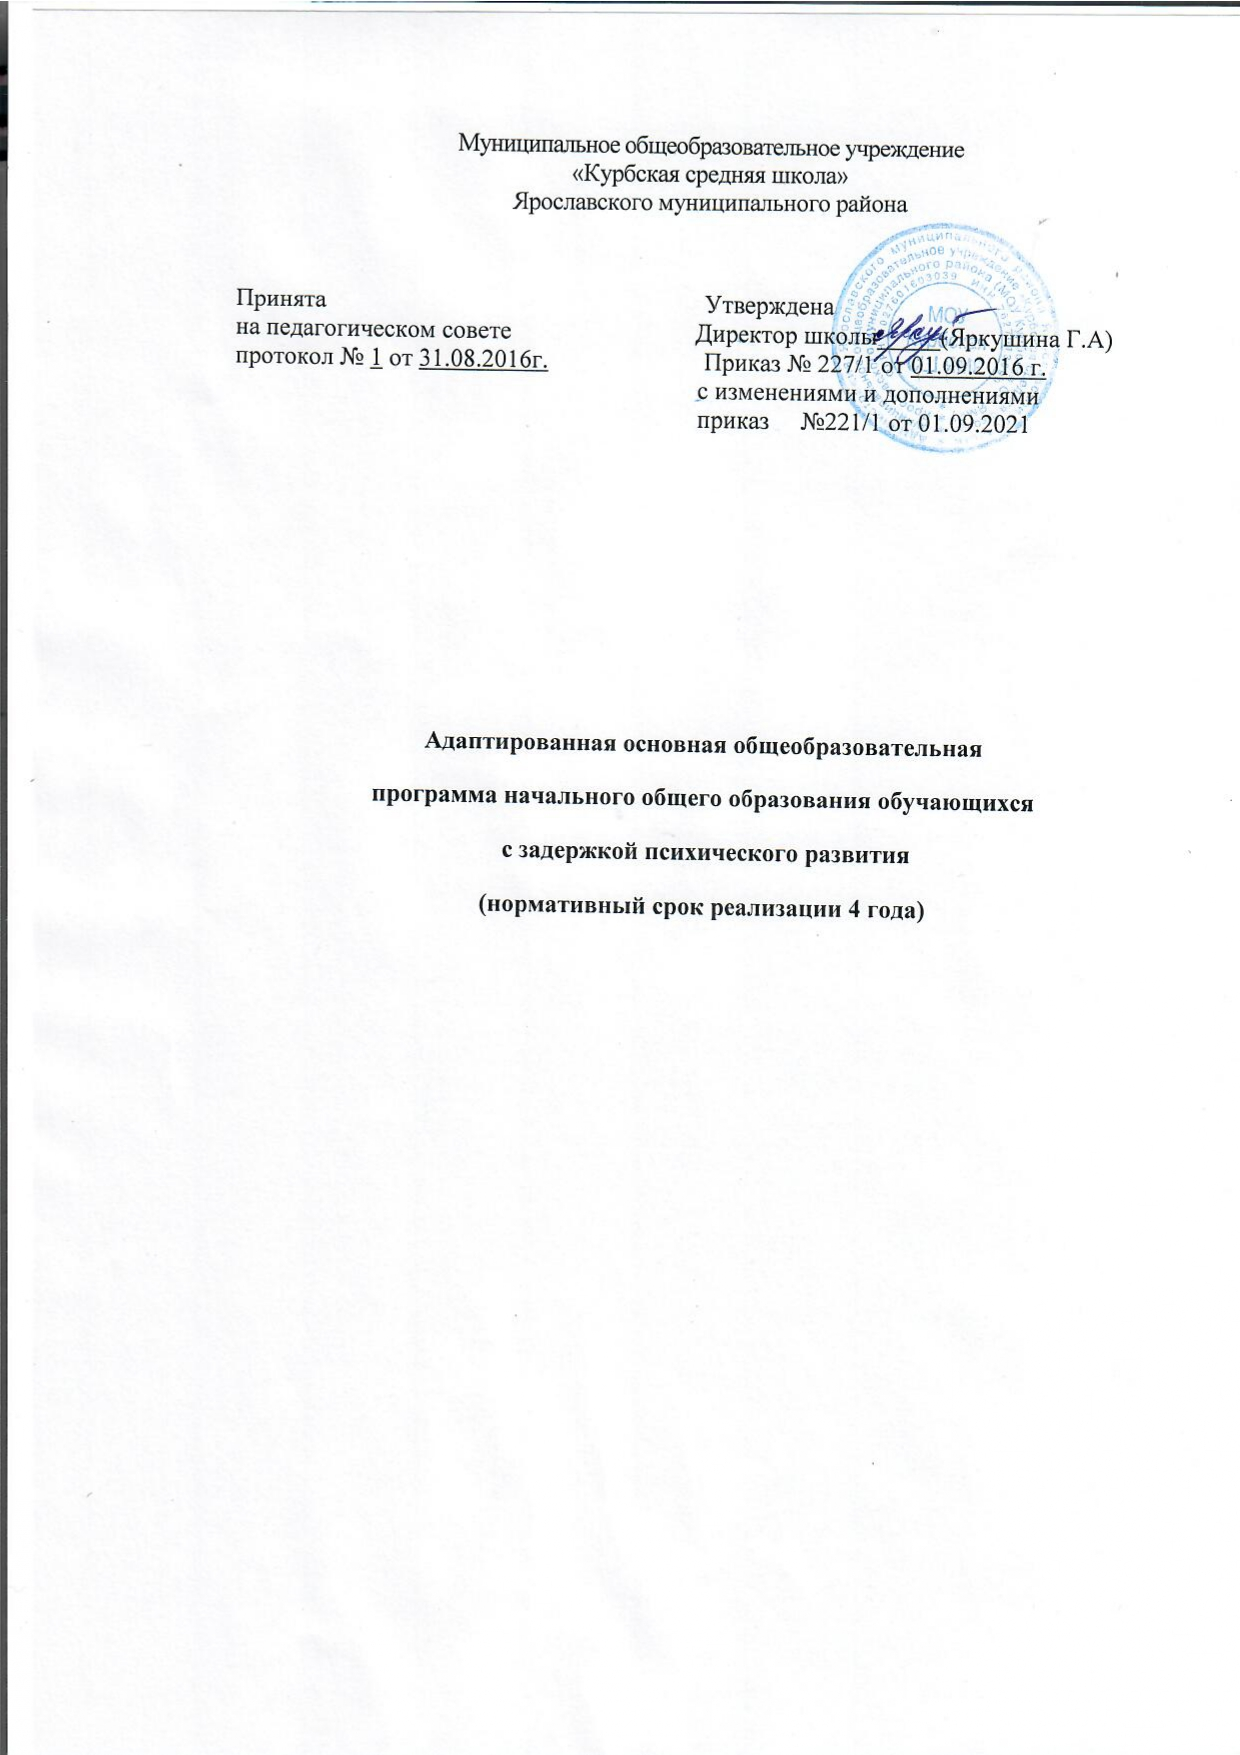 Муниципальное общеобразовательное учреждение
«Курбская средняя школа»
Ярославского муниципального района
Принята
на педагогическом совете
протокол № 1 от 31.08.2016г.
Утверждена
Директор школы_____(Яркушина Г.А)
Приказ № 227/1 от 01.09.2016 г.
с изменениями и дополнениями
приказ №221/1 от 01.09.2021
МОУ
Адаптированная основная общеобразовательная
программа начального общего образования обучающихся
с задержкой психического развития
(нормативный срок реализации 4 года)